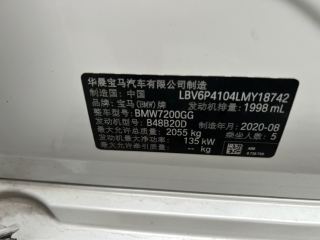 华晨宝马汽车有限公司制造
制造国：中国 LBV6P4104LMY18742
品牌：宝马(BMW)牌 发动机排量：1998 mL
整车型号：BMW7200GG
发动机型号：B48B20D 制造年月：2020-08
最大允许总质量：2055 kg 乘坐人数：5
发动机最大净功率：135 kW
最大允许牵引质量：-- kg